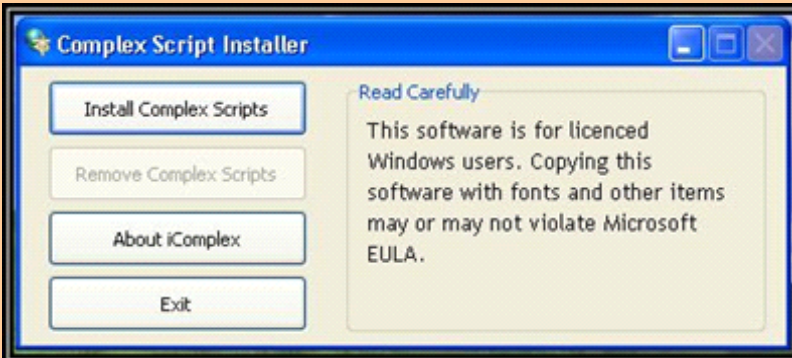 Complex Script Installer
Install Complex Scripts
Remove Complex Scripts
About iComplex
Exit
Read Carefully
This software is for licenced
Windows users. Copying this
software with fonts and other items
may or may not violate Microsoft
EULA.